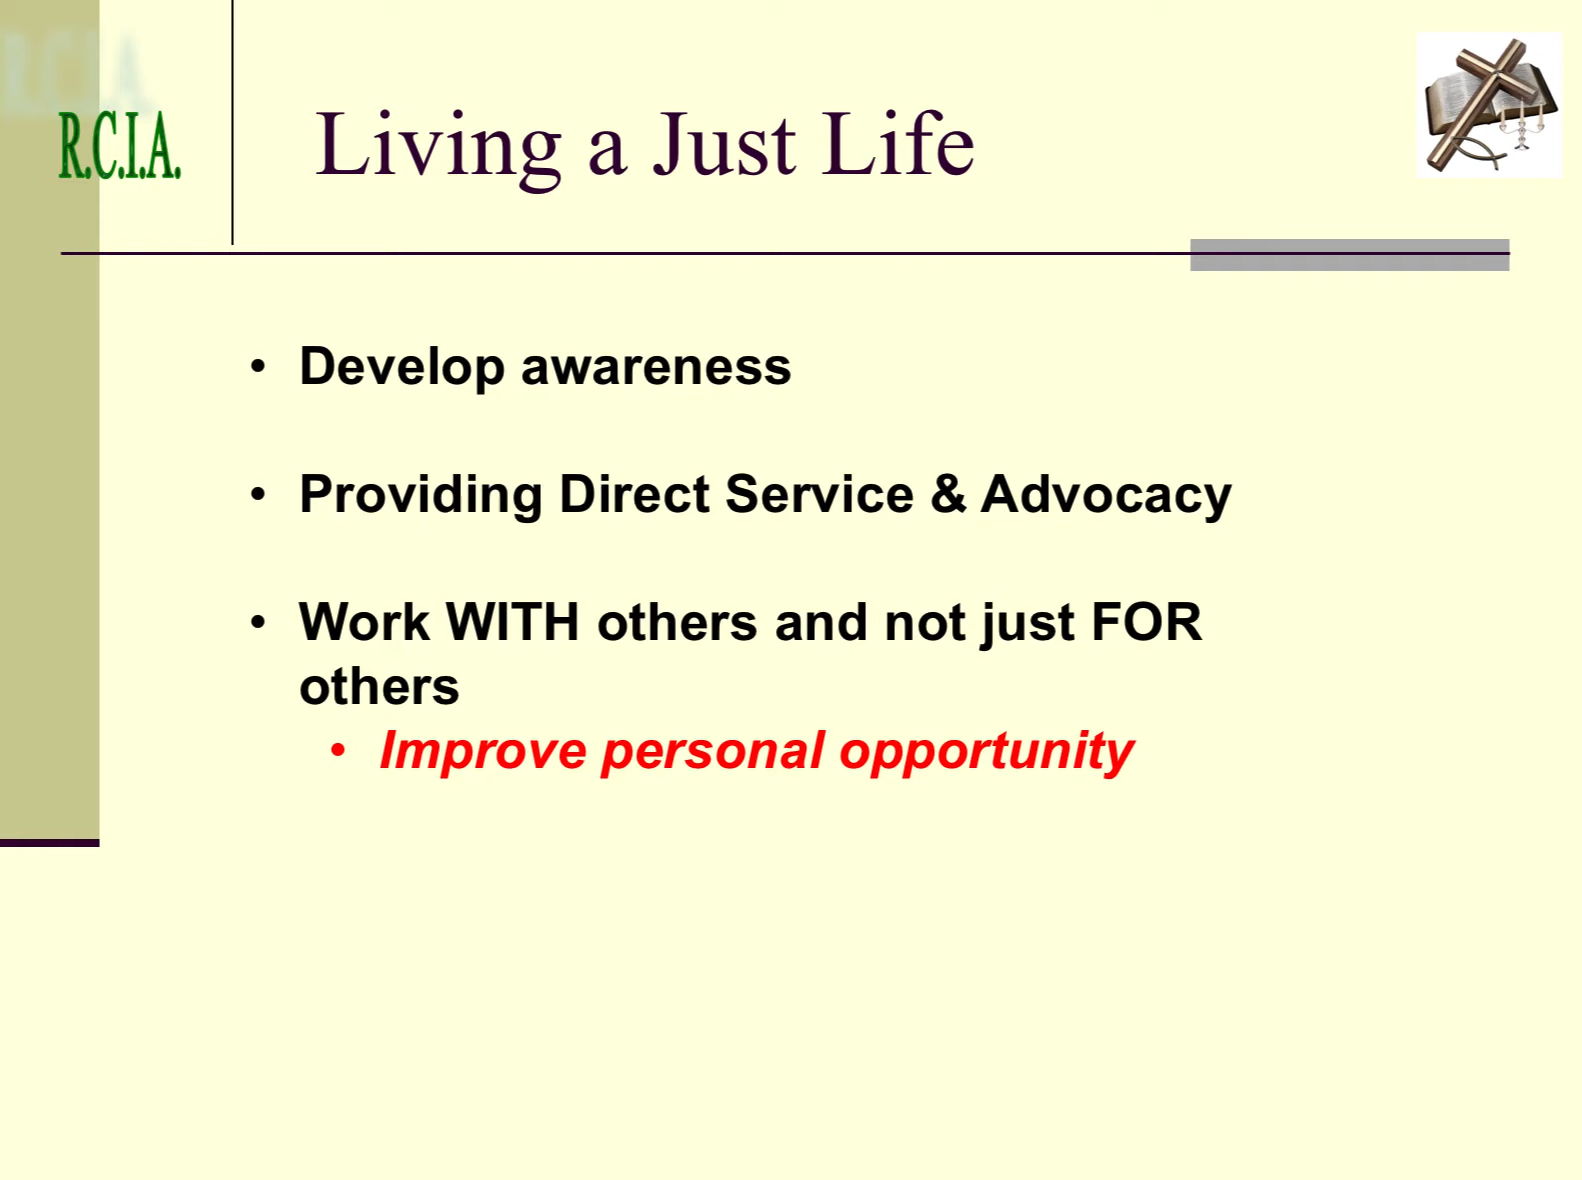 R.C.I.A.
Living a Just Life
• Develop awareness
• Providing Direct Service & Advocacy
• Work WITH others and not just FOR
others
• Improve personal opportunity